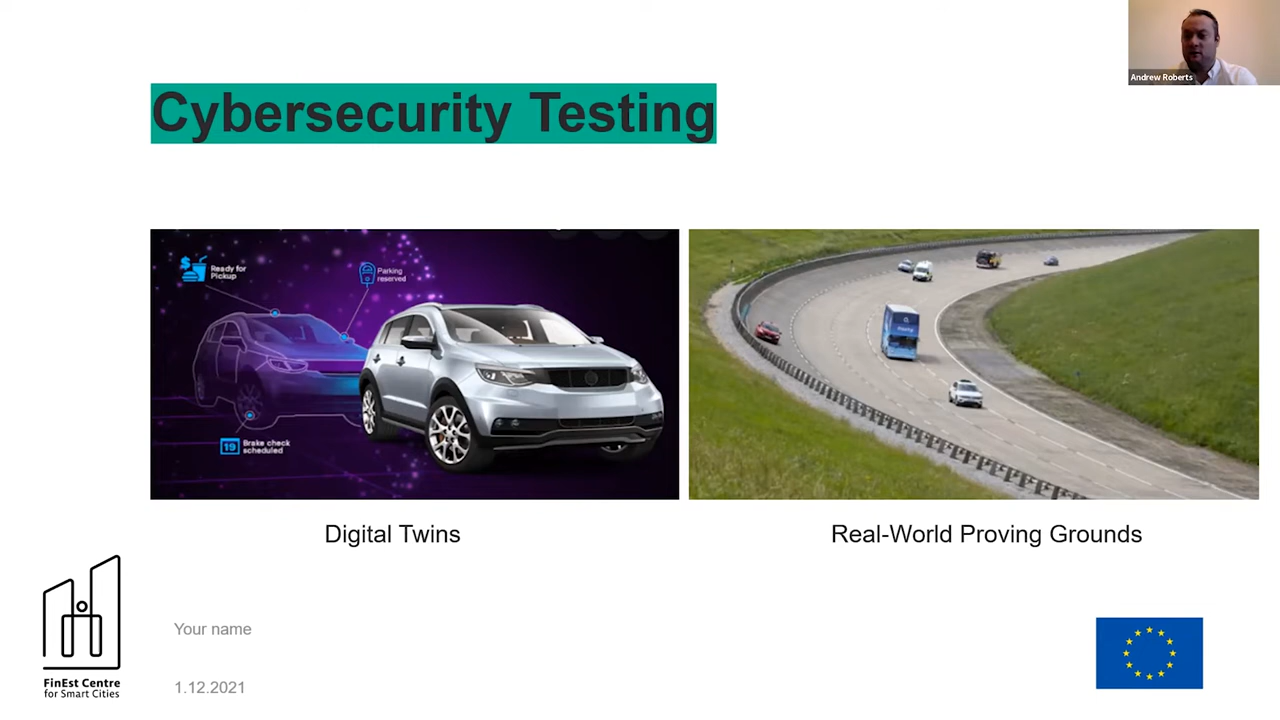 Andrew Roberts
Cybersecurity Testing
Ready for
Pickup
Parking
reserved
19
Brake check
scheduled
Digital Twins
Real-World Proving Grounds
Your name
FinEst Centre
for Smart Cities
1.12.2021